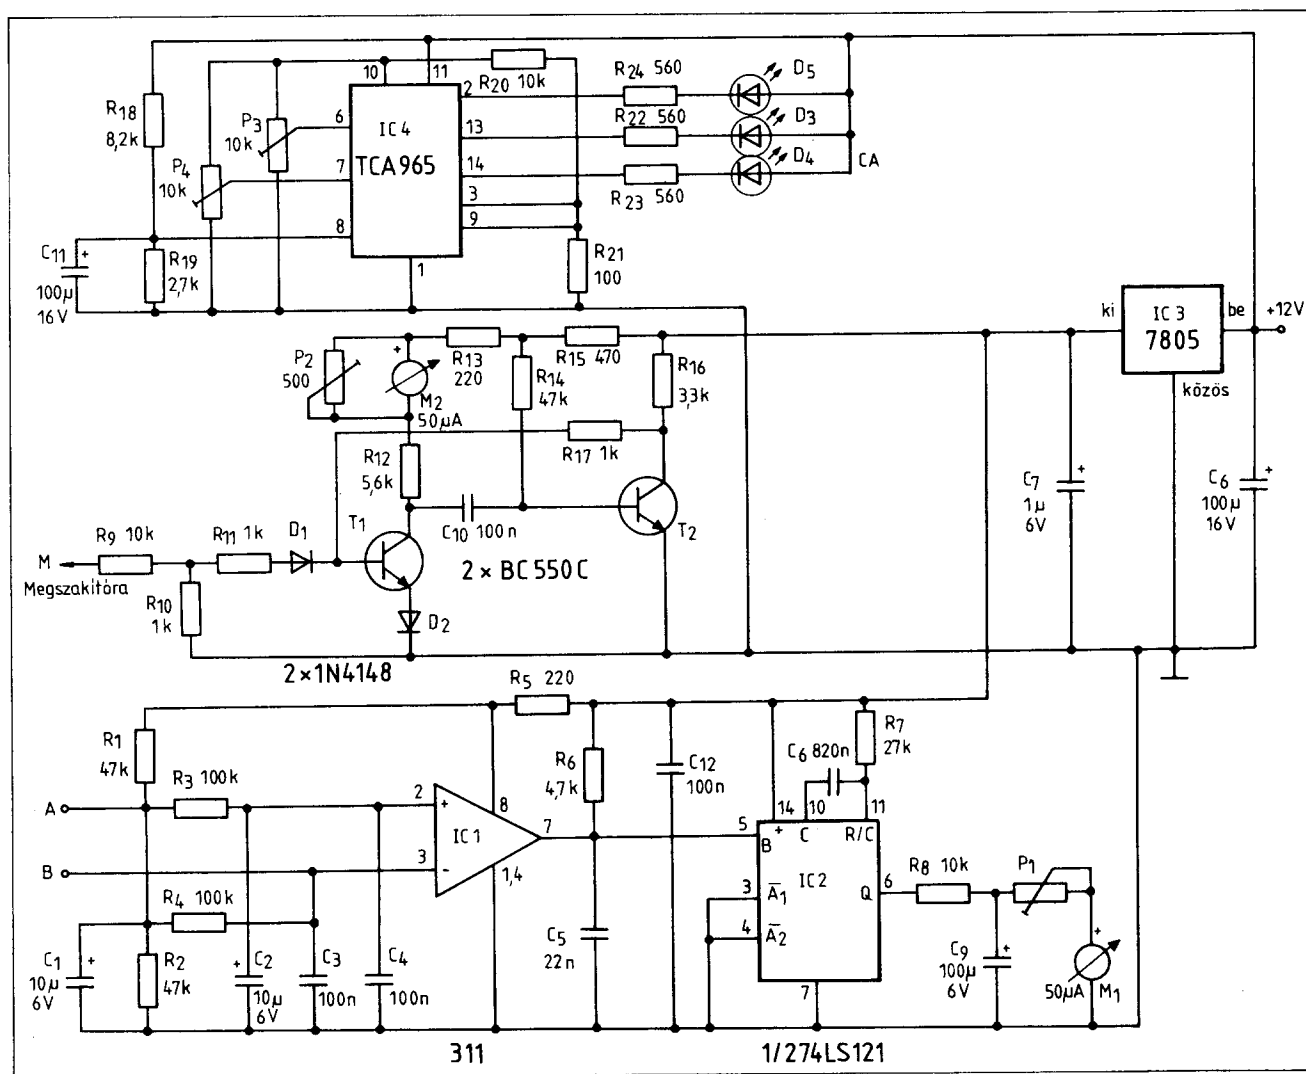 R18
8,2k
P4
10k
P3
10k
6
7
8
10
11
IC4
TCA965
R20 10k
2
13
14
3
9
1
R24 560
R22 560
R23 560
D5
D3
D4
CA
C11
+
100μ
16V
R19
2,7k
R21
100
ki
IC 3
7805
be
+12V
közös
P2
500
+
M2
50μA
R13
220
R15 470
R14
47k
R16
3,3k
R12
5,6k
R17 1k
C7
+
1μ
6V
C6
+
100μ
16V
T1
C10 100n
T2
R9 10k
R11 1k
D1
M
Megszakítóra
2×BC550C
R10
1k
D2
2×1N4148
R5 220
R1
47k
R3 100k
A
B
2
+
3
-
IC1
8
7
1,4
R6
4,7k
C12
100n
C6 820n
R7
27k
14
10
11
+
C
R/C
5
B
IC2
3
A̅1
4
A̅2
Q
6
7
R8 10k
P1
R4 100k
C1
+
10μ
6V
R2
47k
C2
+
10μ
6V
C3
100n
C4
100n
C5
22n
C9
+
100μ
6V
+
50μA M1
311
1/274LS121